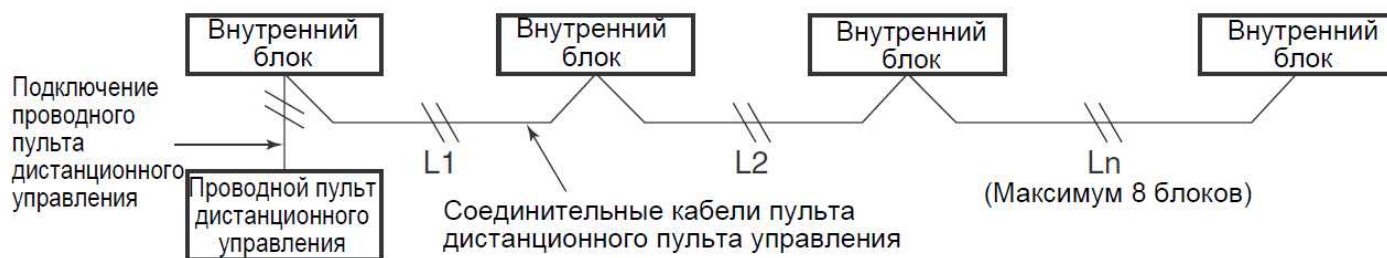 Внутренний
блок
Внутренний
блок
Внутренний
блок
Внутренний
блок
Подключение
проводного
пульта
дистанционного
управления
L1
L2
Ln
(Максимум 8 блоков)
Проводной пульт
дистанционного
управления
Соединительные кабели пульта
дистанционного пульта управления